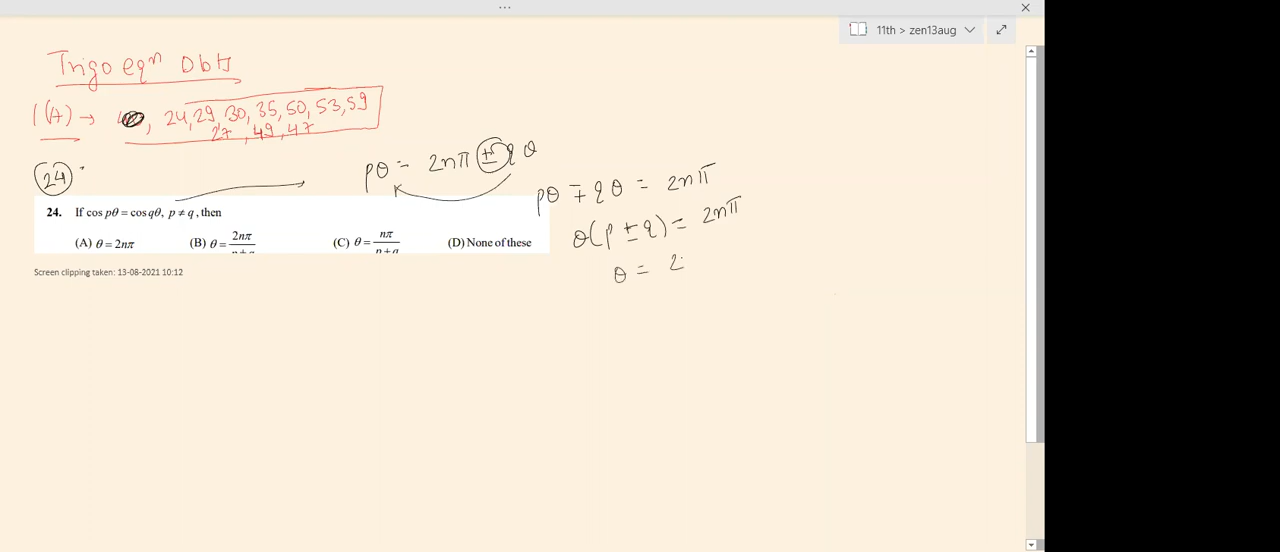 11th > zen13aug
Trigo eqn Dbts
1(A) → , 24, 29, 30, 35, 50, 53, 59
27, 49, 47
24
pθ = 2nπ ± qθ
pθ ∓ qθ = 2nπ
θ(p ± q) = 2nπ
θ = 2
24. If cos pθ = cos qθ, p ≠ q, then
(A) θ = 2nπ (B) θ = 2nπ/ (C) θ = nπ/ (D) None of these
Screen clipping taken: 13-08-2021 10:12